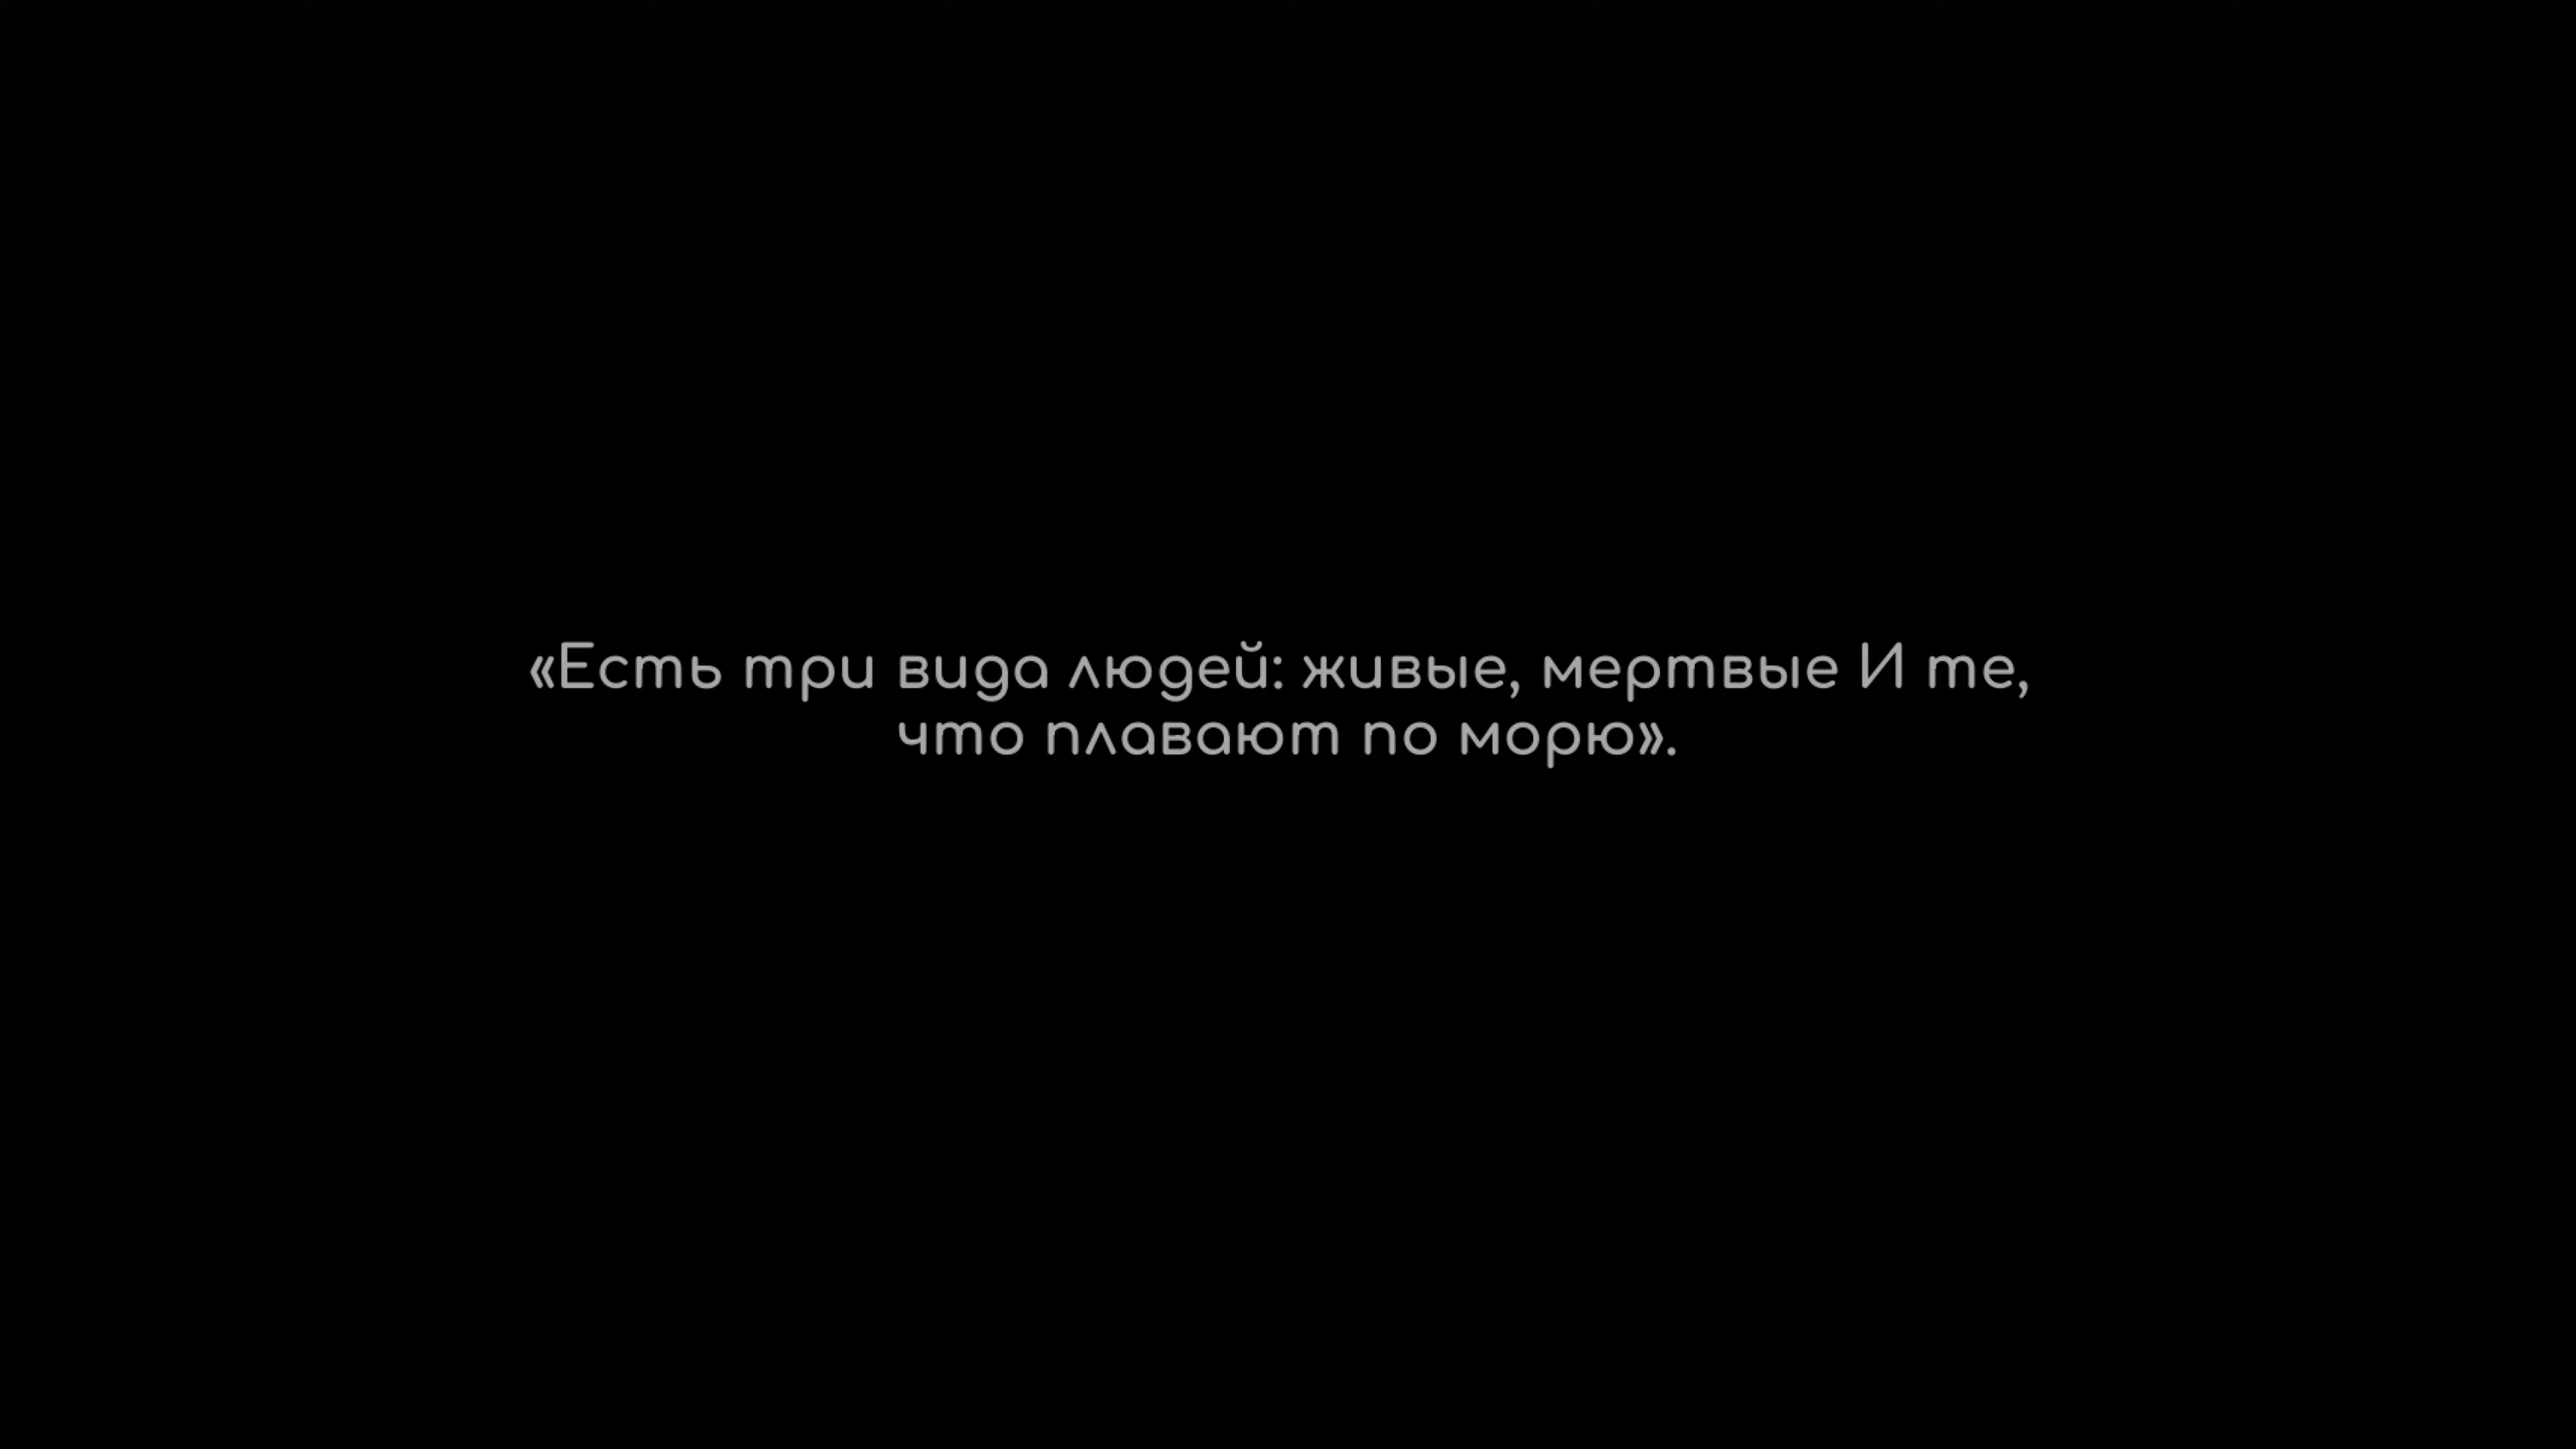 «Есть три вида людей: живые, мертвые И те,
что плавают по морю».